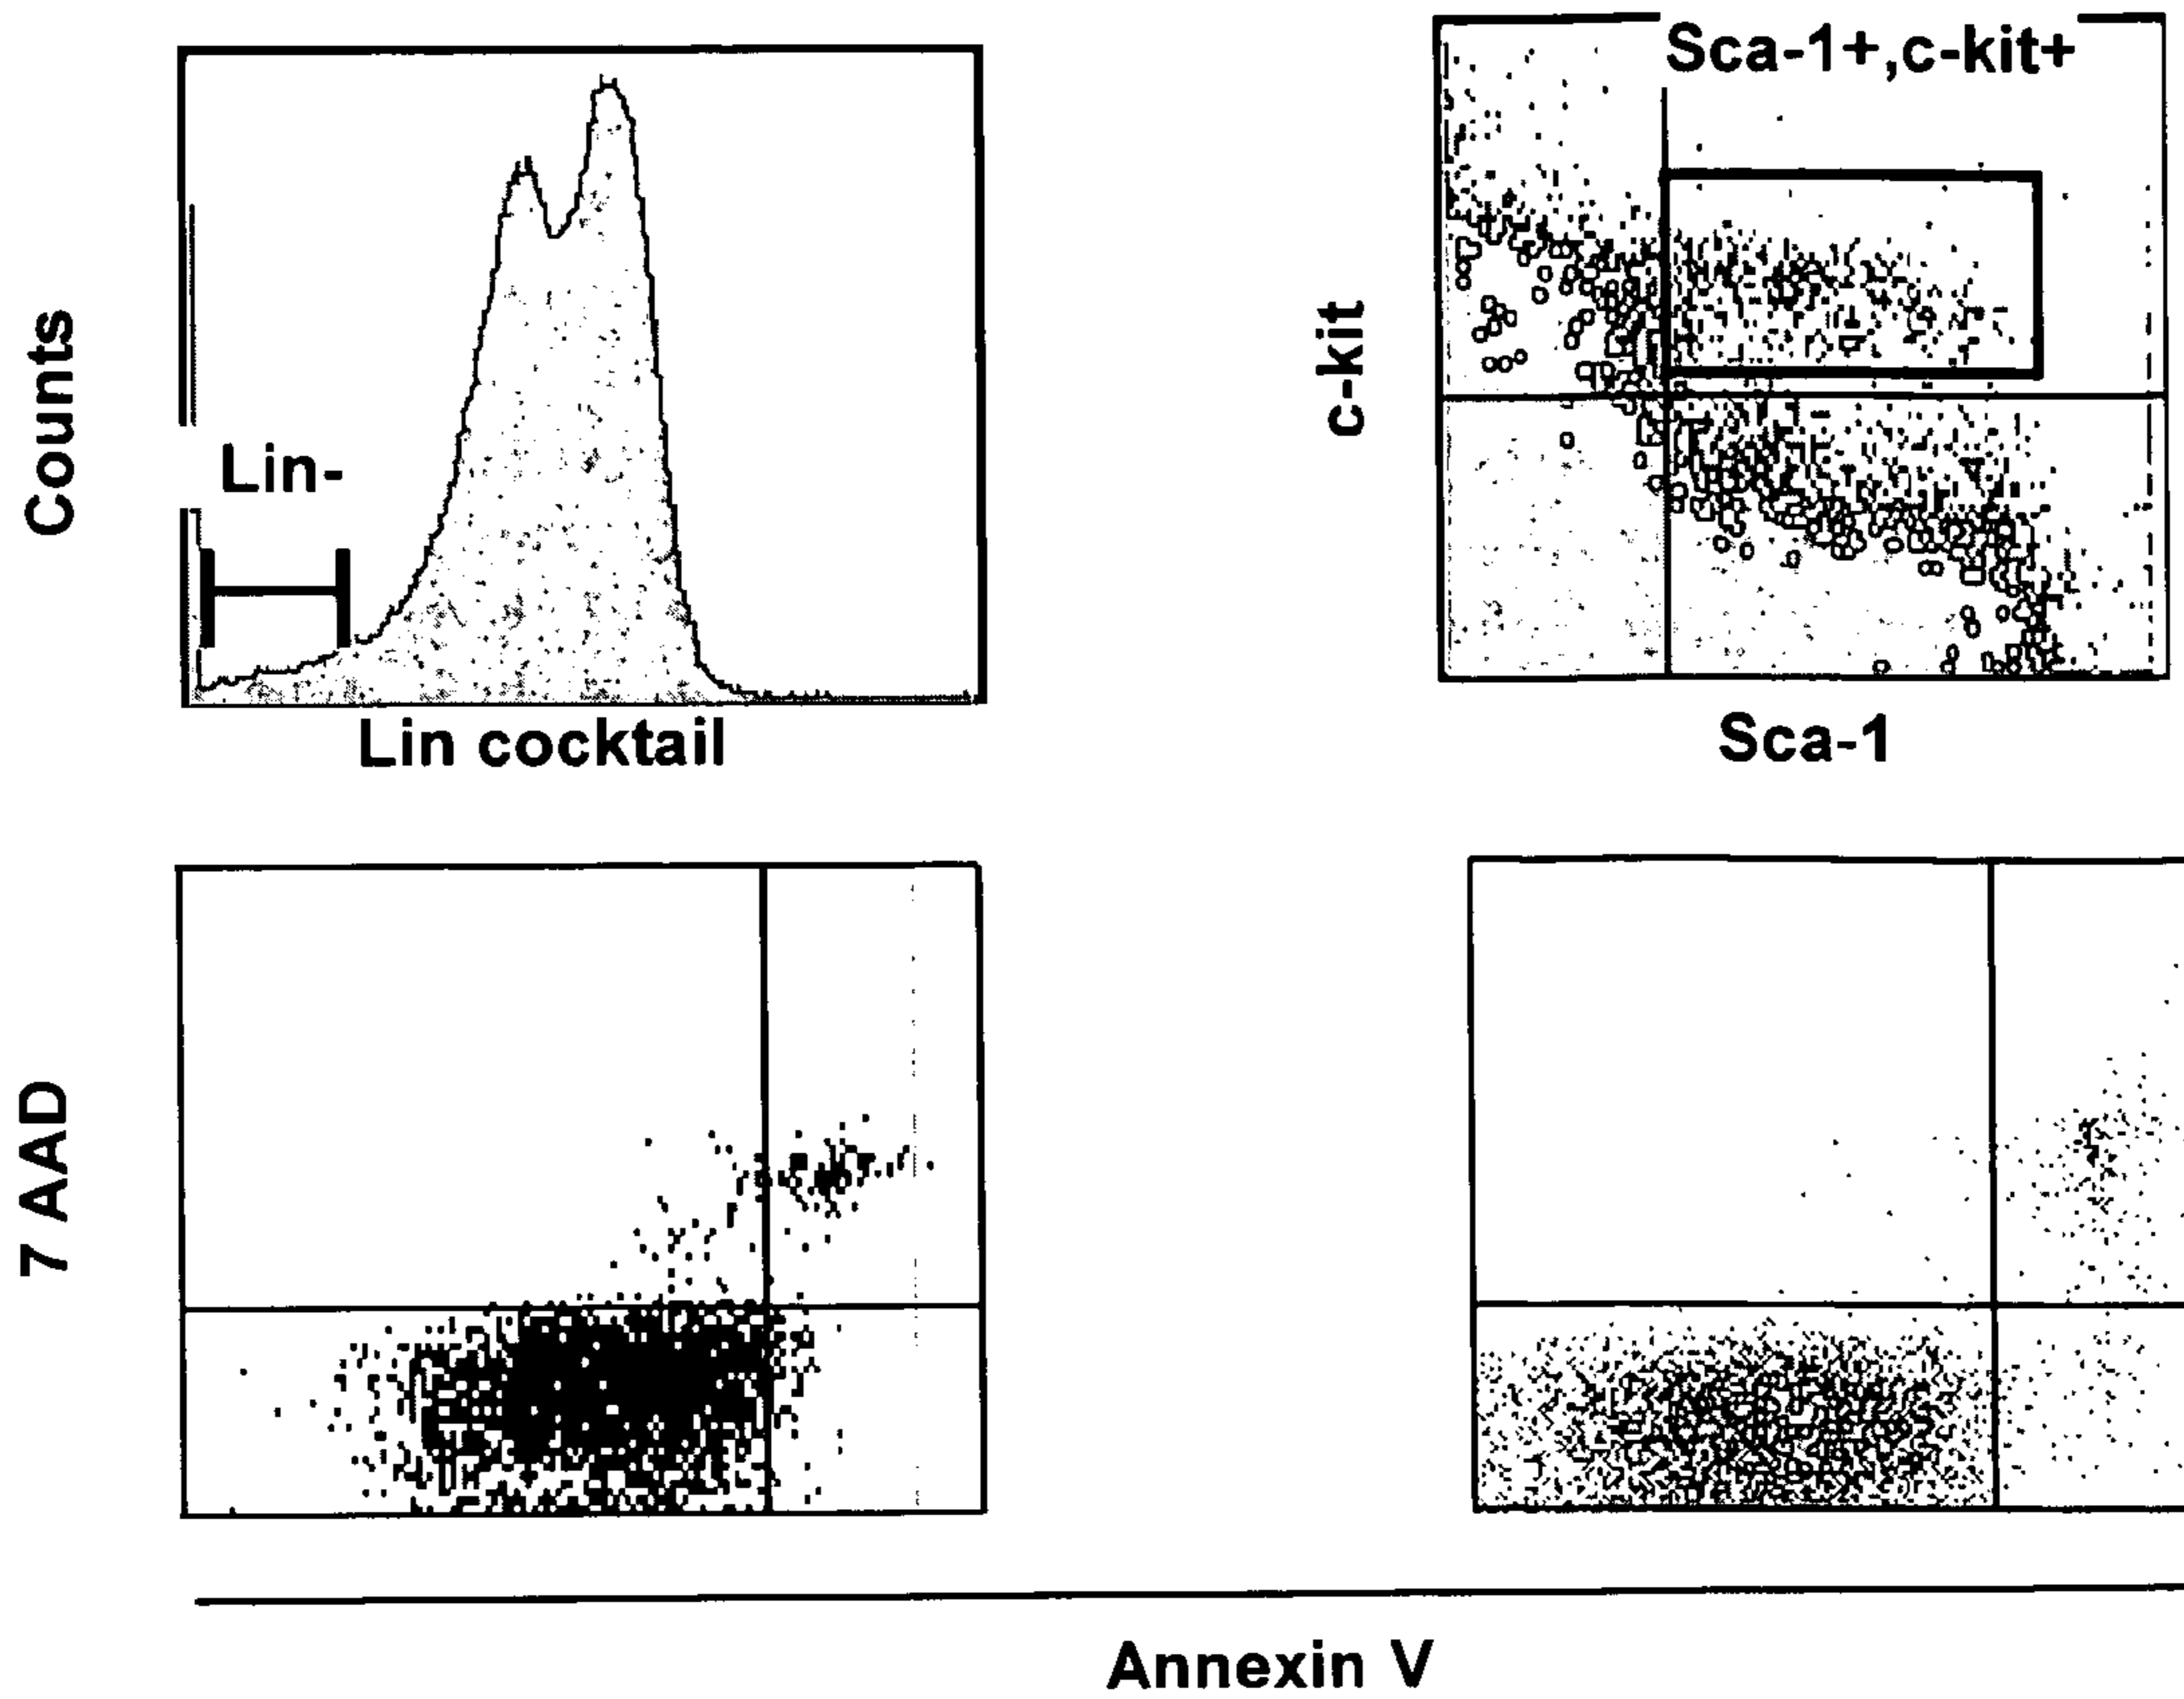 Sca-1+,c-kit+
Counts
Lin-
c-kit
Lin cocktail
Sca-1
7 AAD
Annexin V